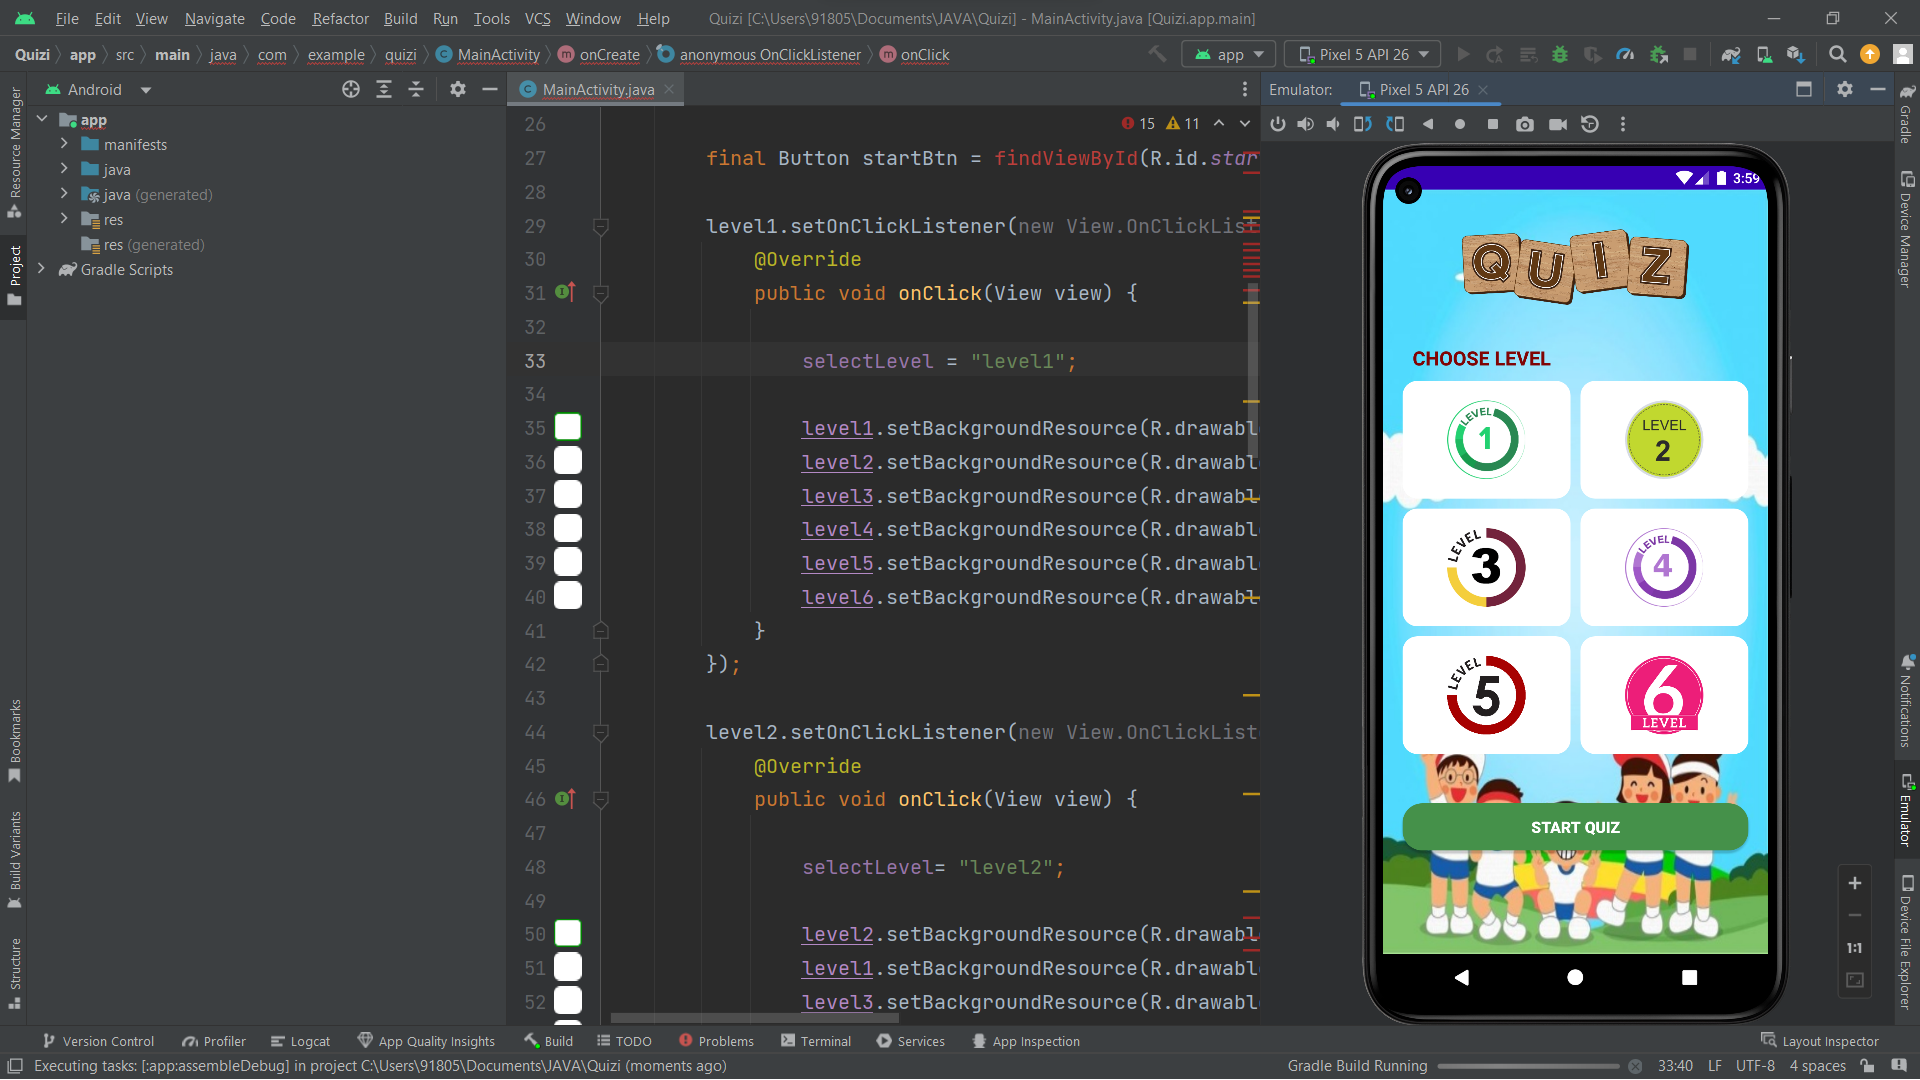 File Edit View Navigate Code Refactor Build Run Tools VCS Window Help Quizi [C:\Users\91805\Documents\JAVA\Quizi] - MainActivity.java [Quizi.app.main]
Quizi app src main java com example quizi MainActivity onCreate anonymous OnClickListener onClick app Pixel 5 API 26
Android
MainActivity.java
Emulator: Pixel 5 API 26
Resource Manager
Project
Bookmarks
Build Variants
Structure
app
manifests
java
java (generated)
res
res (generated)
Gradle Scripts
15 11
26
27 final Button startBtn = findViewById(R.id.star
28
29 level1.setOnClickListener(new View.OnClickList
30 @Override
31 public void onClick(View view) {
32
33 selectLevel = "level1";
34
35 level1.setBackgroundResource(R.drawabl
36 level2.setBackgroundResource(R.drawabl
37 level3.setBackgroundResource(R.drawabl
38 level4.setBackgroundResource(R.drawabl
39 level5.setBackgroundResource(R.drawabl
40 level6.setBackgroundResource(R.drawabl
41 }
42 });
43
44 level2.setOnClickListener(new View.OnClickList
45 @Override
46 public void onClick(View view) {
47
48 selectLevel= "level2";
49
50 level2.setBackgroundResource(R.drawabl
51 level1.setBackgroundResource(R.drawabl
52 level3.setBackgroundResource(R.drawabl
3:59
QUIZ
CHOOSE LEVEL
LEVEL 1
LEVEL 2
LEVEL 3
LEVEL 4
LEVEL 5
6 LEVEL
START QUIZ
1:1
Gradle
Device Manager
Notifications
Emulator
Device File Explorer
Version Control Profiler Logcat App Quality Insights Build TODO Problems Terminal Services App Inspection Layout Inspector
Executing tasks: [:app:assembleDebug] in project C:\Users\91805\Documents\JAVA\Quizi (moments ago) Gradle Build Running 33:40 LF UTF-8 4 spaces